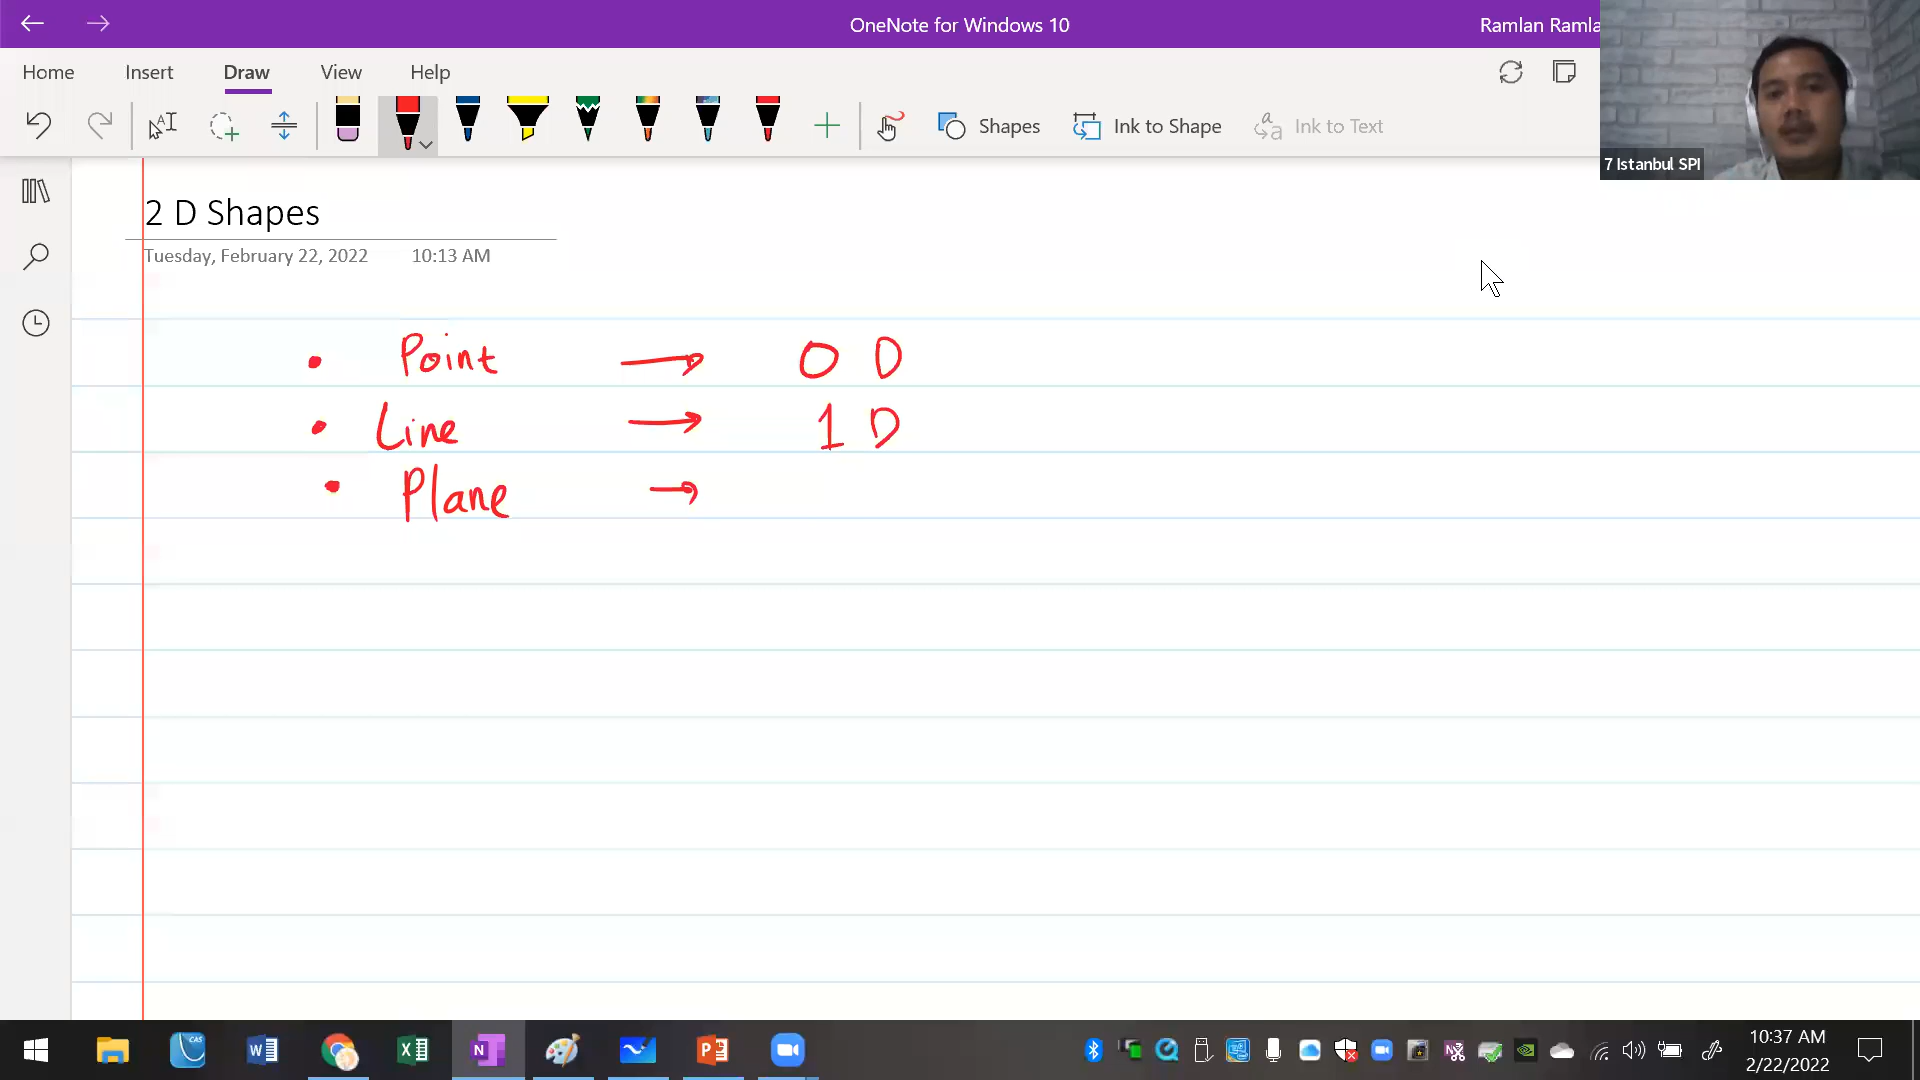 OneNote for Windows 10
Ramlan Ramla
Home Insert Draw View Help
Shapes Ink to Shape Ink to Text
7 Istanbul SPI
2 D Shapes
Tuesday, February 22, 2022 10:13 AM
• Point → 0 D
• Line → 1 D
• Plane →
10:37 AM
2/22/2022